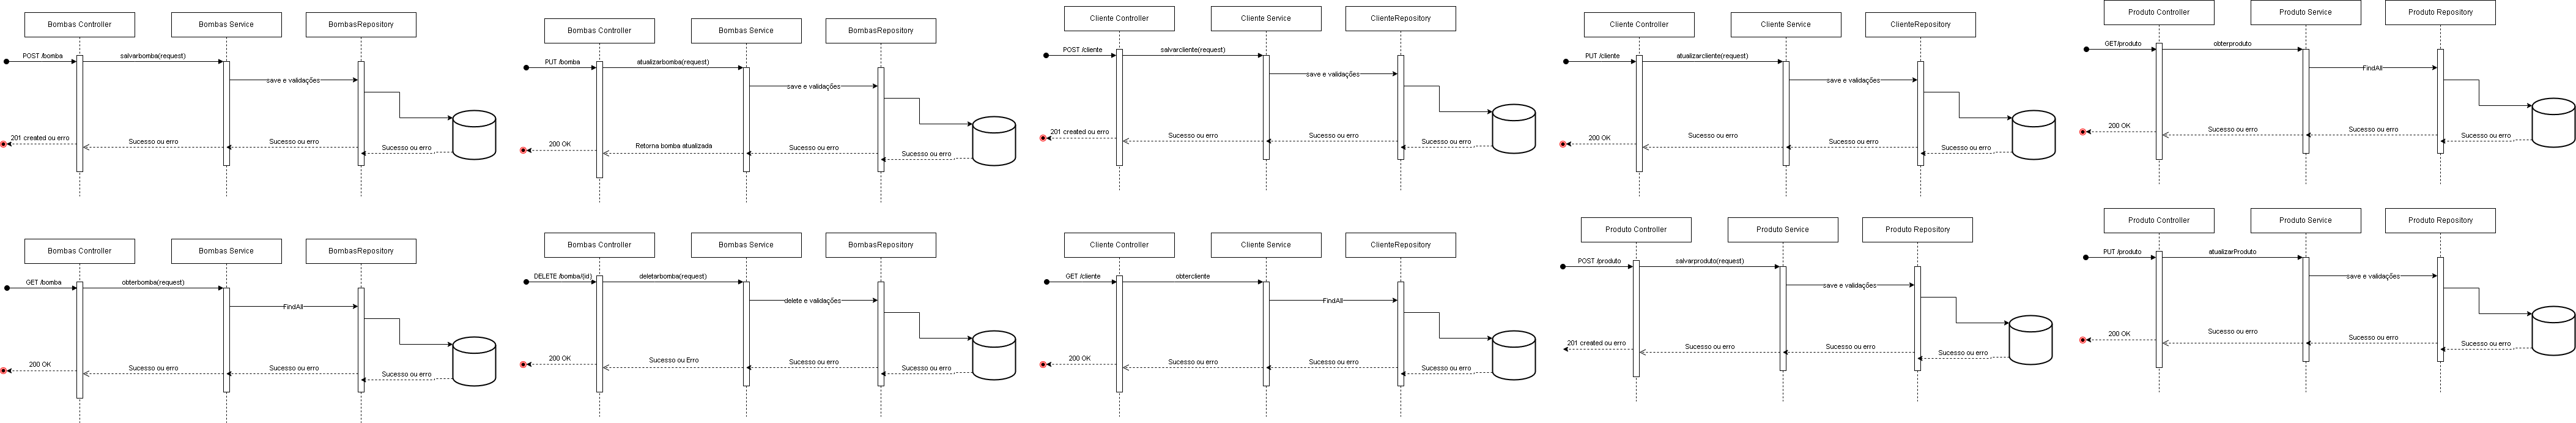 Bombas Controller
Bombas Service
BombasRepository
POST /bomba
salvarbomba(request)
save e validações
201 created ou erro
Sucesso ou erro
Sucesso ou erro
Sucesso ou erro
Bombas Controller
Bombas Service
BombasRepository
PUT /bomba
atualizarbomba(request)
save e validações
200 OK
Retorna bomba atualizada
Sucesso ou erro
Sucesso ou erro
Cliente Controller
Cliente Service
ClienteRepository
POST /cliente
salvarcliente(request)
save e validações
201 created ou erro
Sucesso ou erro
Sucesso ou erro
Sucesso ou erro
Cliente Controller
Cliente Service
ClienteRepository
PUT /cliente
atualizarcliente(request)
save e validações
200 OK
Sucesso ou erro
Sucesso ou erro
Sucesso ou erro
Produto Controller
Produto Service
Produto Repository
GET/produto
obterproduto
FindAll
200 OK
Sucesso ou erro
Sucesso ou erro
Sucesso ou erro
Bombas Controller
Bombas Service
BombasRepository
GET /bomba
obterbomba(request)
FindAll
200 OK
Sucesso ou erro
Sucesso ou erro
Sucesso ou erro
Bombas Controller
Bombas Service
BombasRepository
DELETE /bomba/{id}
deletarbomba(request)
delete e validações
200 OK
Sucesso ou Erro
Sucesso ou erro
Sucesso ou erro
Cliente Controller
Cliente Service
ClienteRepository
GET /cliente
obtercliente
FindAll
200 OK
Sucesso ou erro
Sucesso ou erro
Sucesso ou erro
Produto Controller
Produto Service
Produto Repository
POST /produto
salvarproduto(request)
save e validações
201 created ou erro
Sucesso ou erro
Sucesso ou erro
Sucesso ou erro
Produto Controller
Produto Service
Produto Repository
PUT /produto
atualizarProduto
save e validações
200 OK
Sucesso ou erro
Sucesso ou erro
Sucesso ou erro